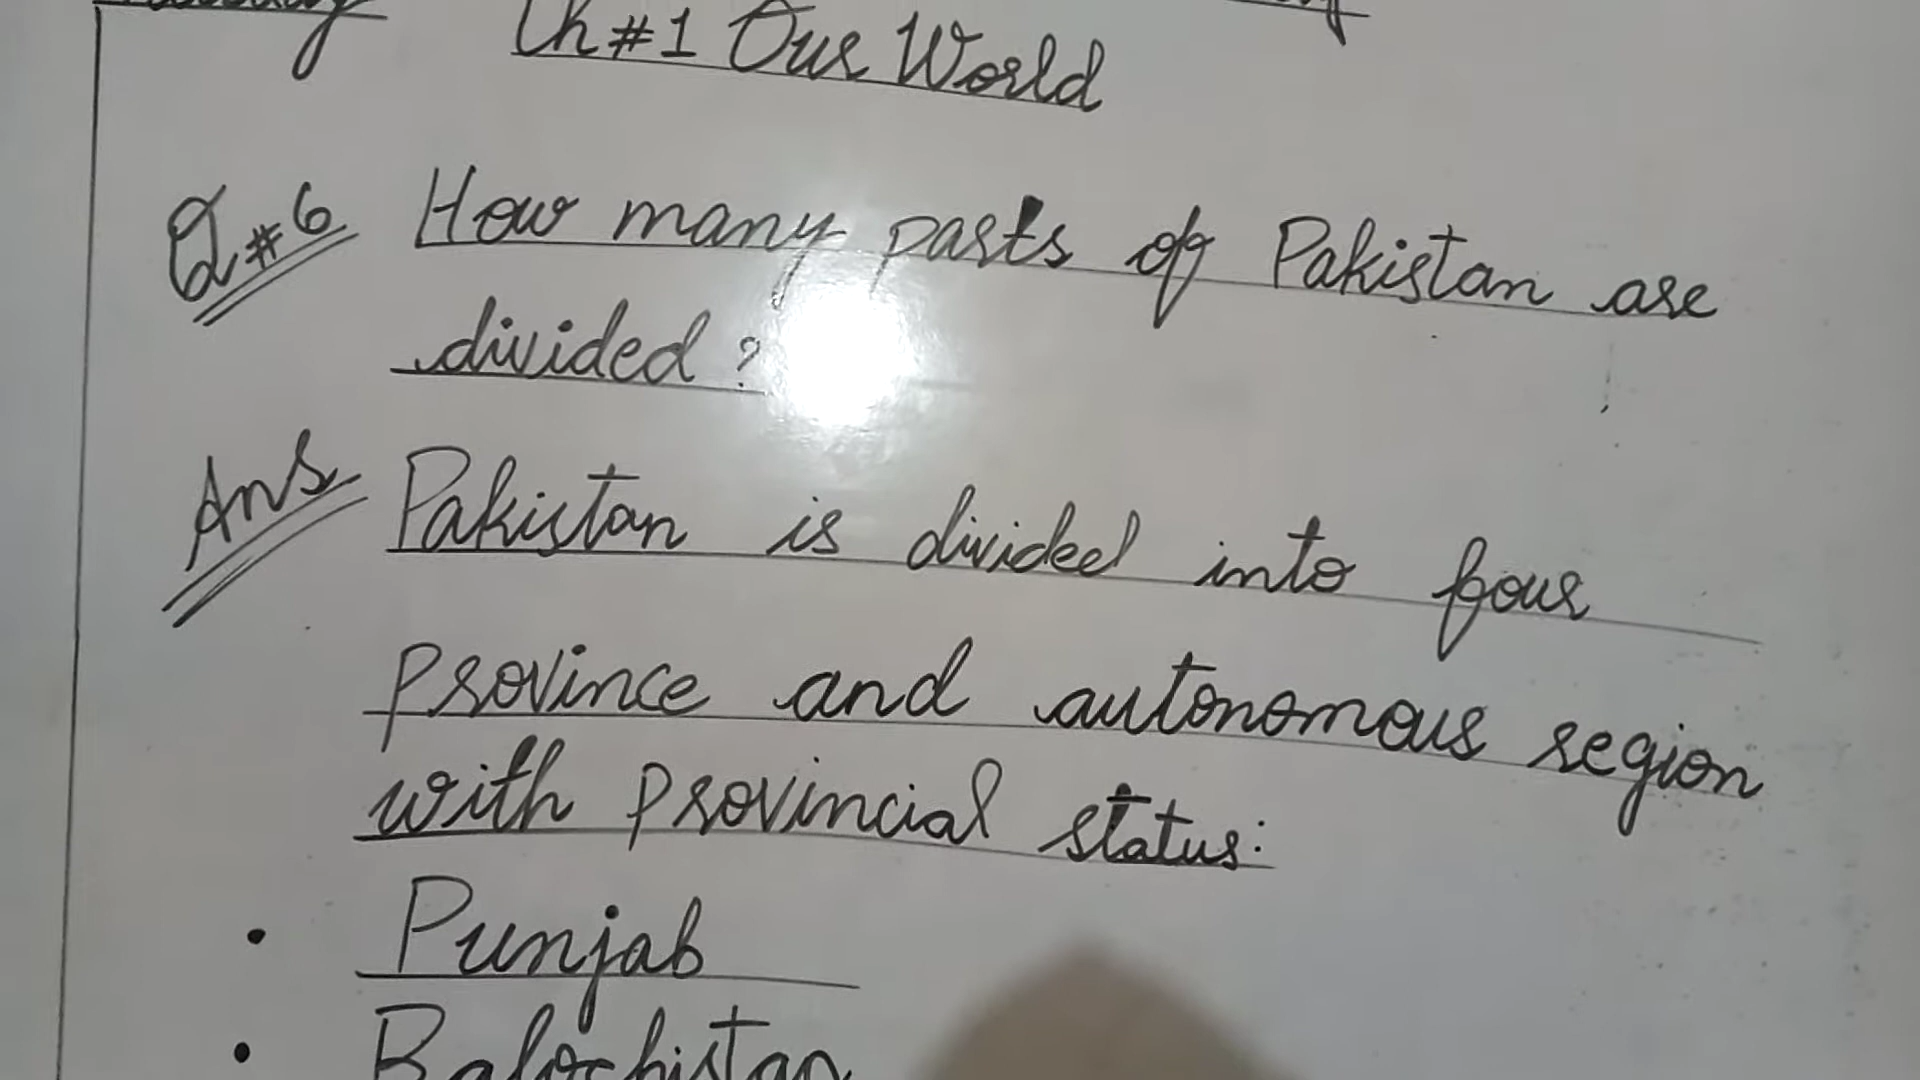 Ch #1 Our World
Q#6 How many parts of Pakistan are
divided?
Ans Pakistan is divided into four
province and autonomous region
with provincial status:
• Punjab
• Balochistan